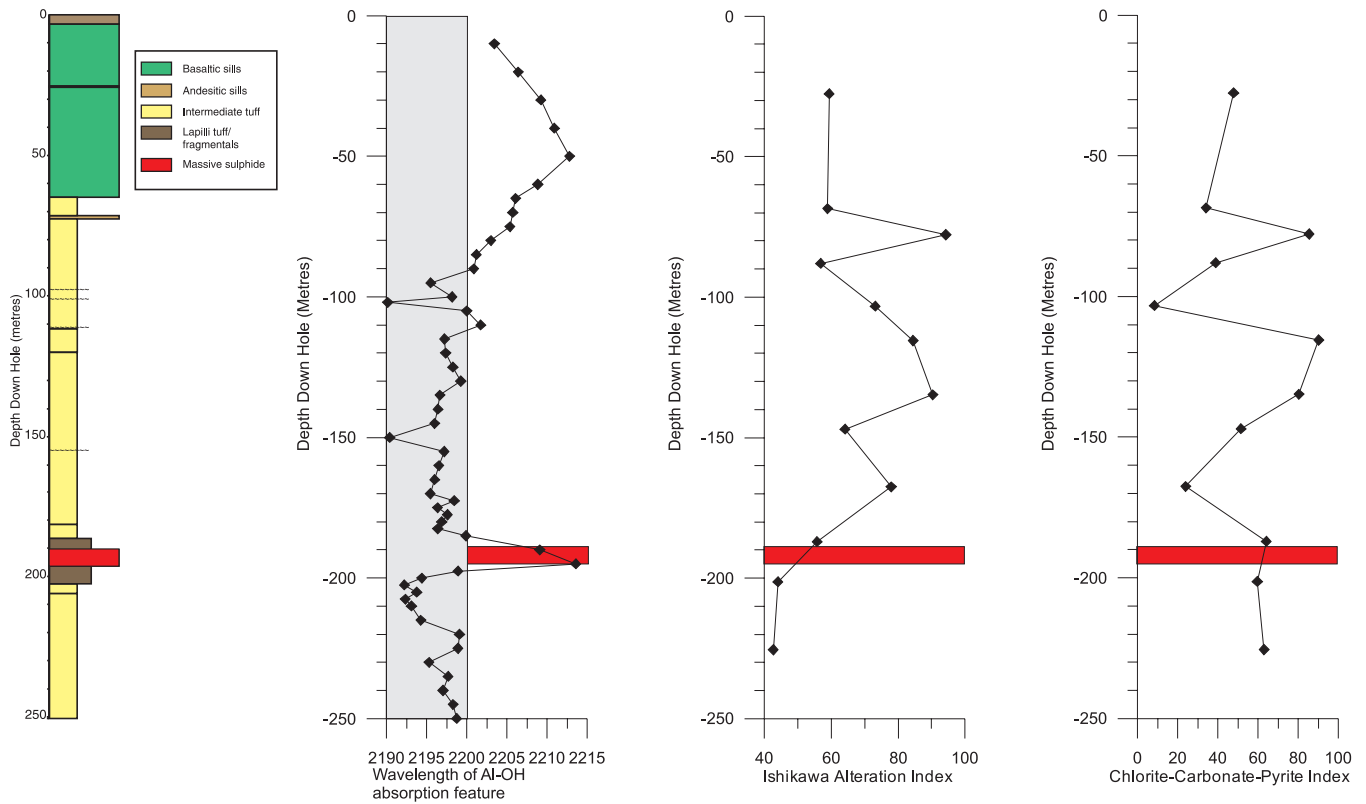 0
50
100
150
200
250
Depth Down Hole (metres)
Basaltic sills
Andesitic sills
Intermediate tuff
Lapilli tuff/
fragmentals
Massive sulphide
0
-50
-100
-150
-200
-250
Depth Down Hole (Metres)
2190 2195 2200 2205 2210 2215
Wavelength of Al-OH
absorption feature
0
-50
-100
-150
-200
-250
Depth Down Hole (Metres)
40 60 80 100
Ishikawa Alteration Index
0
-50
-100
-150
-200
-250
Depth Down Hole (Metres)
0 20 40 60 80 100
Chlorite-Carbonate-Pyrite Index